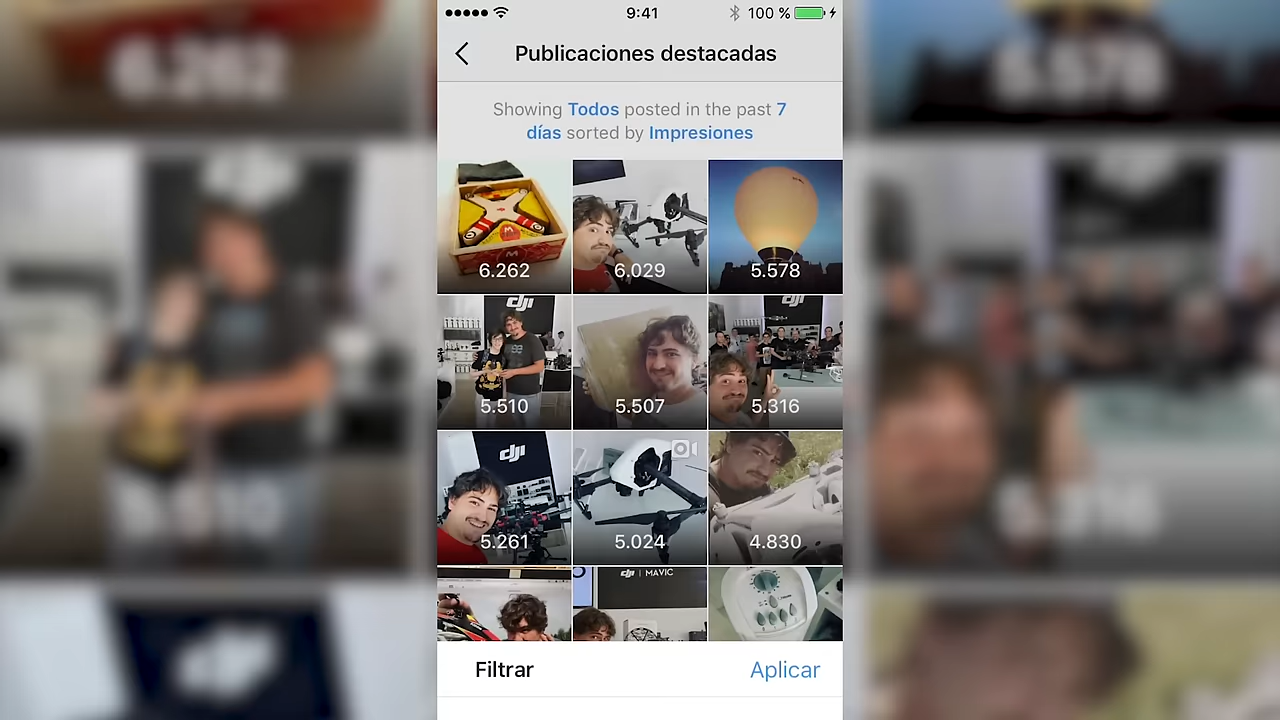 9:41
100 %
Publicaciones destacadas
Showing Todos posted in the past 7
días sorted by Impresiones
6.262
6.029
5.578
dji
dji
5.510
5.507
5.316
dji
5.261
5.024
4.830
dji | MAVIC
Filtrar
Aplicar